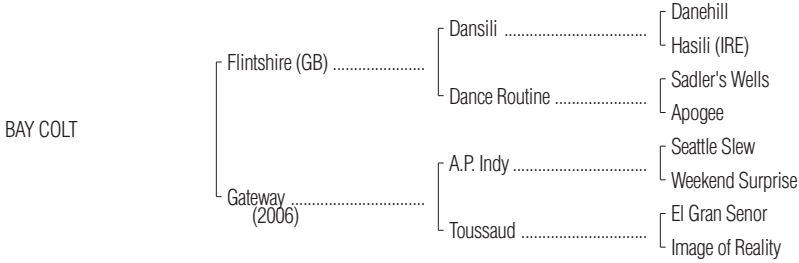 Danehill
Dansili ..................................
Hasili (IRE)
Flintshire (GB) ......................
Sadler's Wells
Dance Routine ......................
Apogee
BAY COLT
Seattle Slew
A.P. Indy ................................
Weekend Surprise
Gateway ................................
(2006)
El Gran Senor
Toussaud ..............................
Image of Reality